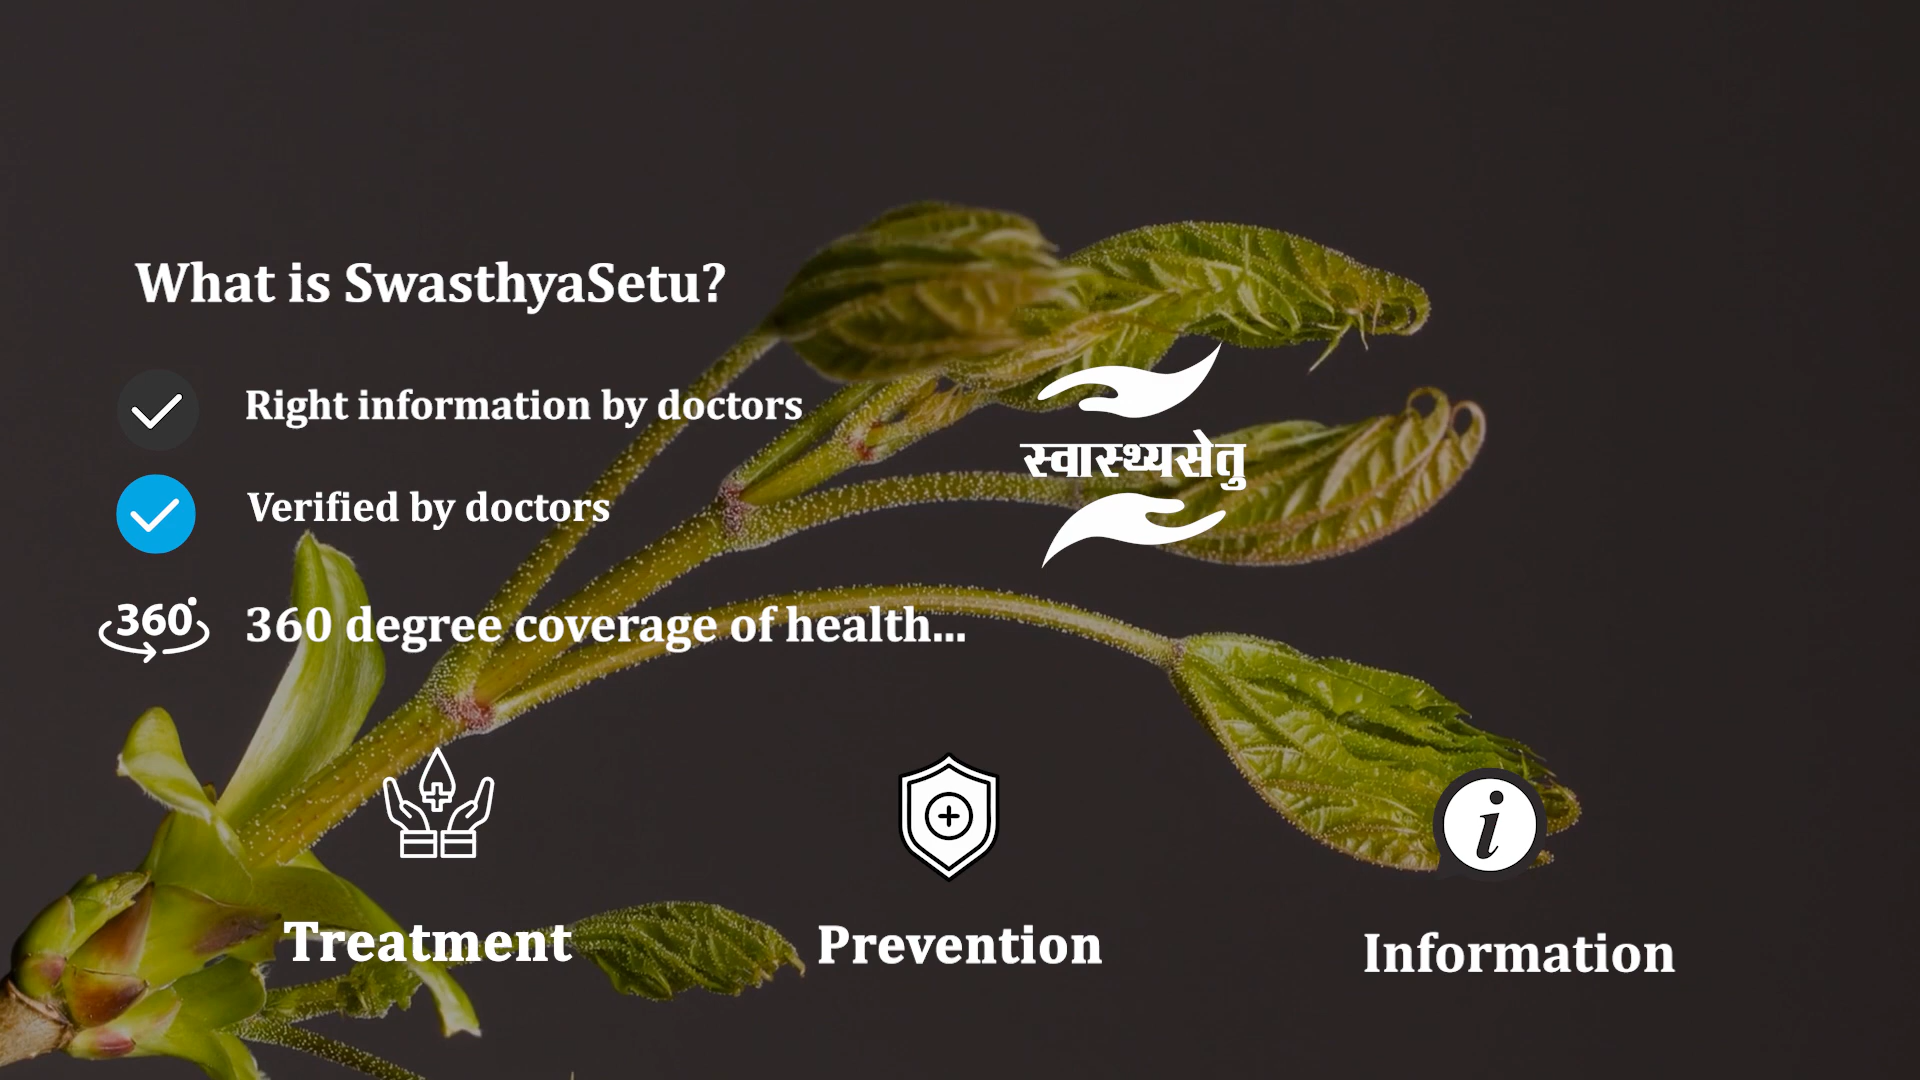 What is SwasthyaSetu?
Right information by doctors
Verified by doctors
स्वास्थ्यसेतु
360° 360 degree coverage of health...
Treatment
Prevention
Information